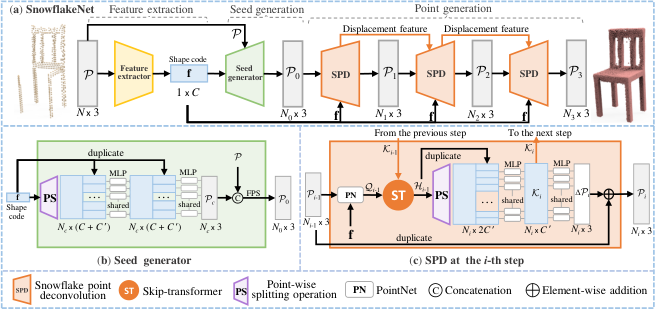 (a) SnowflakeNet
Feature extraction
Seed generation
Point generation
Displacement feature
Displacement feature
P
P
Feature extractor
Shape code
f
1 × C
Seed generator
P0
SPD
P1
SPD
P2
SPD
P3
N × 3
N0 × 3
f
N1 × 3
f
N2 × 3
f
N3 × 3
duplicate
MLP
MLP
P
f
Shape code
PS
...
shared
...
shared
Pc
C
FPS
P0
Nc × (C + C′)
Nc × (C + C′)
Nc × 3
N0 × 3
(b) Seed generator
From the previous step
To the next step
Ki-1
Ki
duplicate
MLP
MLP
Pi-1
PN
Qi-1
ST
Hi-1
PS
...
shared
Ki
shared
ΔPi
Pi
Ni-1 × 3
f
Ni × 2C′
Ni × C′
Ni × 3
Ni × 3
duplicate
(c) SPD at the i-th step
SPD Snowflake point deconvolution
ST Skip-transformer
PS Point-wise splitting operation
PN PointNet
C Concatenation
Element-wise addition